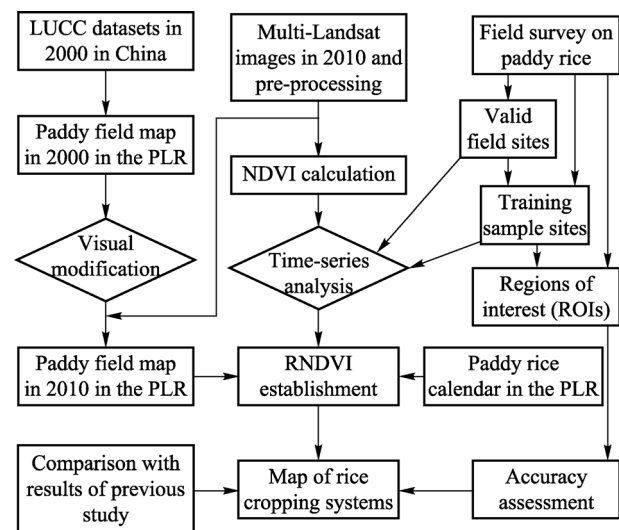 LUCC datasets in
2000 in China
Multi-Landsat
images in 2010 and
pre-processing
Field survey on
paddy rice
Paddy field map
in 2000 in the PLR
Valid
field sites
NDVI calculation
Training
sample sites
Visual
modification
Time-series
analysis
Regions of
interest (ROIs)
Paddy field map
in 2010 in the PLR
RNDVI
establishment
Paddy rice
calendar in the PLR
Comparison with
results of previous
study
Map of rice
cropping systems
Accuracy
assessment